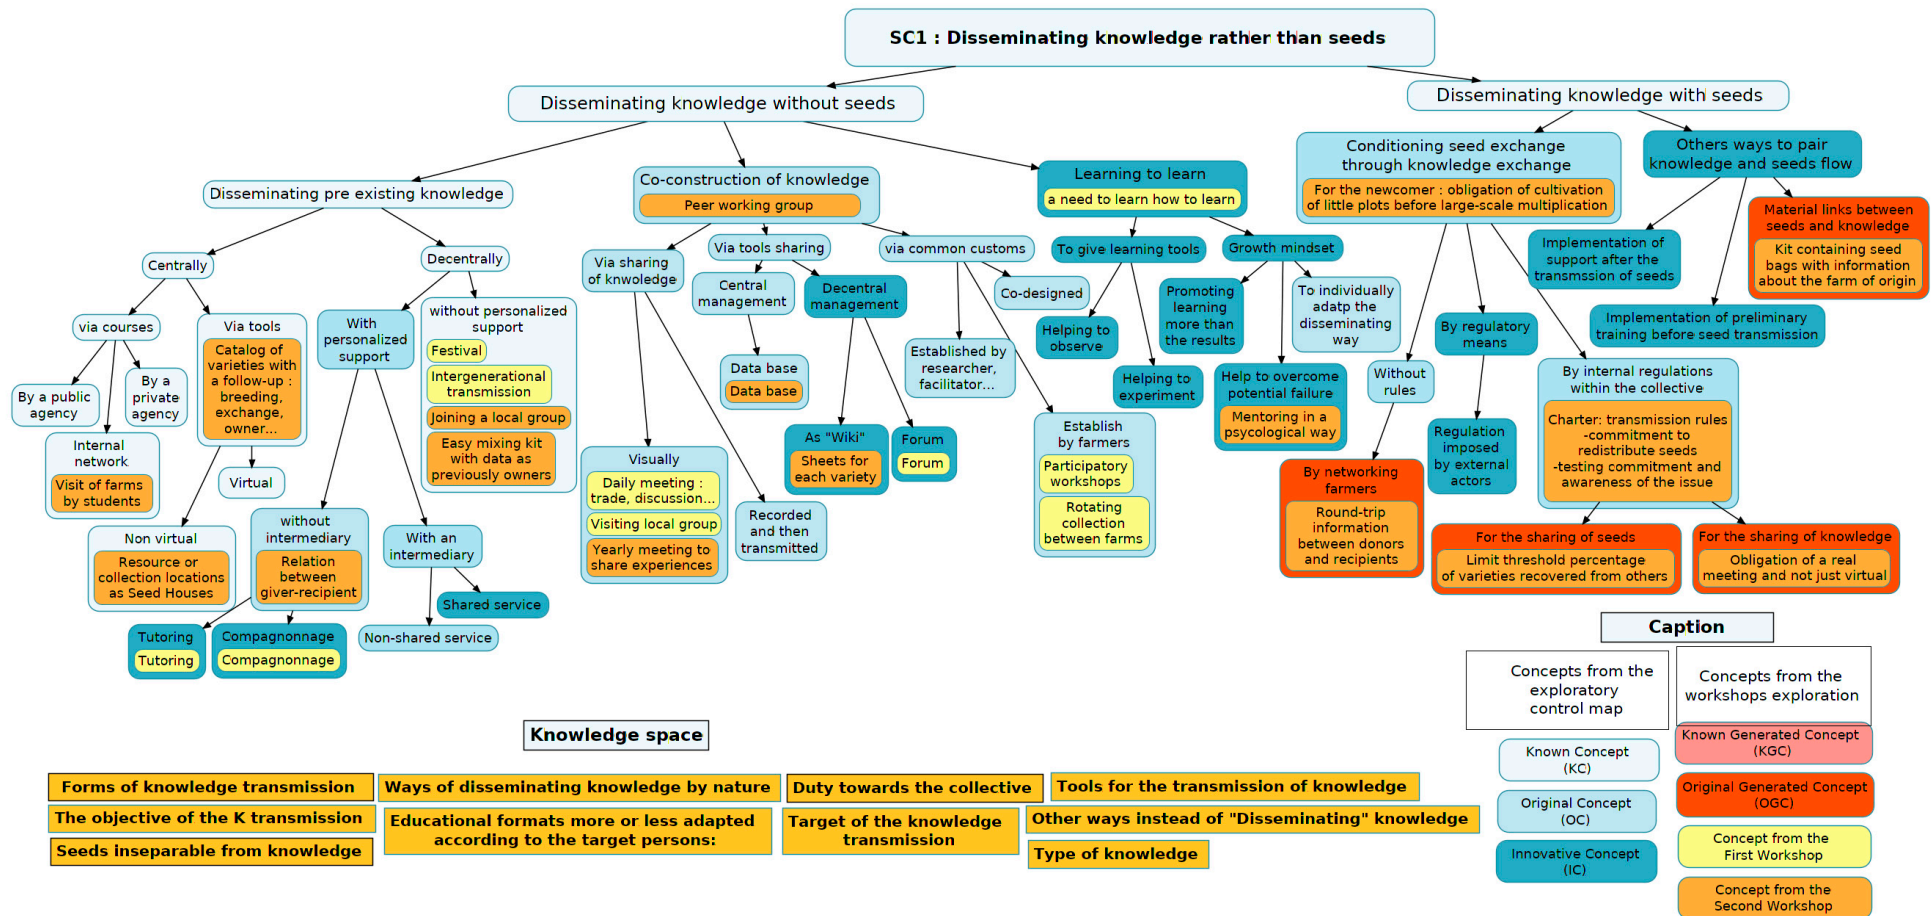 SC1 : Disseminating knowledge rather than seeds
Disseminating knowledge without seeds
Disseminating knowledge with seeds
Disseminating pre existing knowledge
Co-construction of knowledge
Peer working group
Learning to learn
a need to learn how to learn
Conditioning seed exchange
through knowledge exchange
For the newcomer : obligation of cultivation
of little plots before large-scale multiplication
Others ways to pair
knowledge and seeds flow
Centrally
Decentrally
via courses
By a public
agency
Internal
network
Visit of farms
by students
By a
private
agency
Via tools
Catalog of
varieties with
a follow-up :
breeding,
exchange,
owner...
Virtual
Non virtual
Resource or
collection locations
as Seed Houses
With
personalized
support
without personalized
support
Festival
Intergenerational
transmission
Joining a local group
Easy mixing kit
with data as
previously owners
without
intermediary
Relation
between
giver-recipient
With an
intermediary
Tutoring
Tutoring
Compagnonnage
Compagnonnage
Non-shared service
Shared service
Via sharing
of knwoledge
Visually
Daily meeting :
trade, discussion...
Visiting local group
Yearly meeting to
share experiences
Recorded
and then
transmitted
Via tools sharing
Central
management
Data base
Data base
Decentral
management
As "Wiki"
Sheets for
each variety
Forum
Forum
via common customs
Co-designed
Established by
researcher,
facilitator...
Establish
by farmers
Participatory
workshops
Rotating
collection
between farms
To give learning tools
Helping to
observe
Helping to
experiment
Growth mindset
Promoting
learning
more than
the results
To individually
adatp the
disseminating
way
Help to overcome
potential failure
Mentoring in a
psycological way
Without
rules
By networking
farmers
Round-trip
information
between donors
and recipients
By regulatory
means
Regulation
imposed
by external
actors
By internal regulations
within the collective
Charter: transmission rules
-commitment to
redistribute seeds
-testing commitment and
awareness of the issue
For the sharing of seeds
Limit threshold percentage
of varieties recovered from others
For the sharing of knowledge
Obligation of a real
meeting and not just virtual
Implementation of
support after the
transmssion of seeds
Implementation of preliminary
training before seed transmission
Material links between
seeds and knowledge
Kit containing seed
bags with information
about the farm of origin
Caption
Concepts from the
exploratory
control map
Concepts from the
workshops exploration
Known Concept
(KC)
Original Concept
(OC)
Innovative Concept
(IC)
Known Generated Concept
(KGC)
Original Generated Concept
(OGC)
Concept from the
First Workshop
Concept from the
Second Workshop
Knowledge space
Forms of knowledge transmission
The objective of the K transmission
Seeds inseparable from knowledge
Ways of disseminating knowledge by nature
Educational formats more or less adapted
according to the target persons:
Duty towards the collective
Target of the knowledge
transmission
Tools for the transmission of knowledge
Other ways instead of "Disseminating" knowledge
Type of knowledge